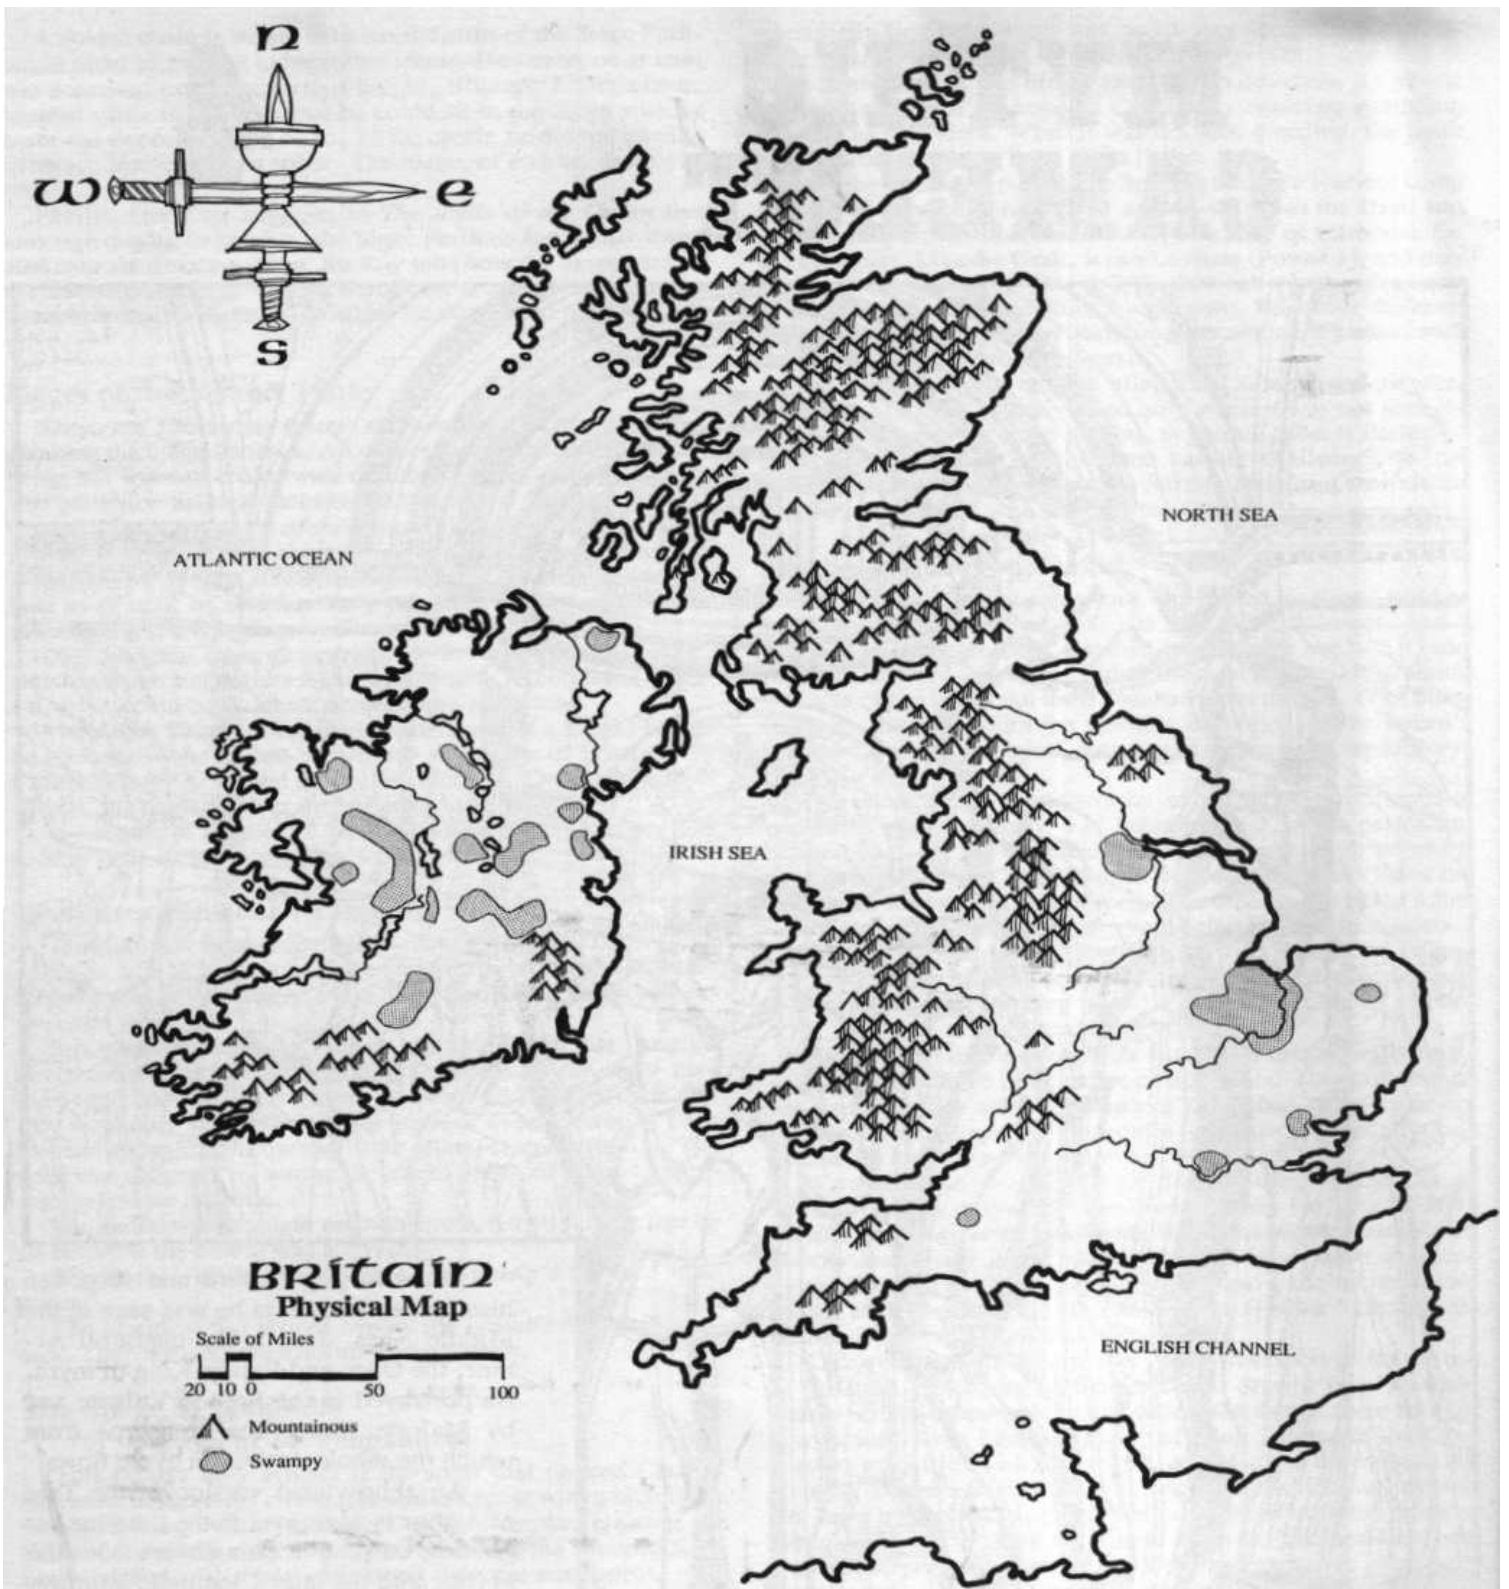 n
w
e
s
NORTH SEA
ATLANTIC OCEAN
IRISH SEA
BRITAIN
Physical Map
Scale of Miles
20 10 0 50 100
Mountainous
Swampy
ENGLISH CHANNEL